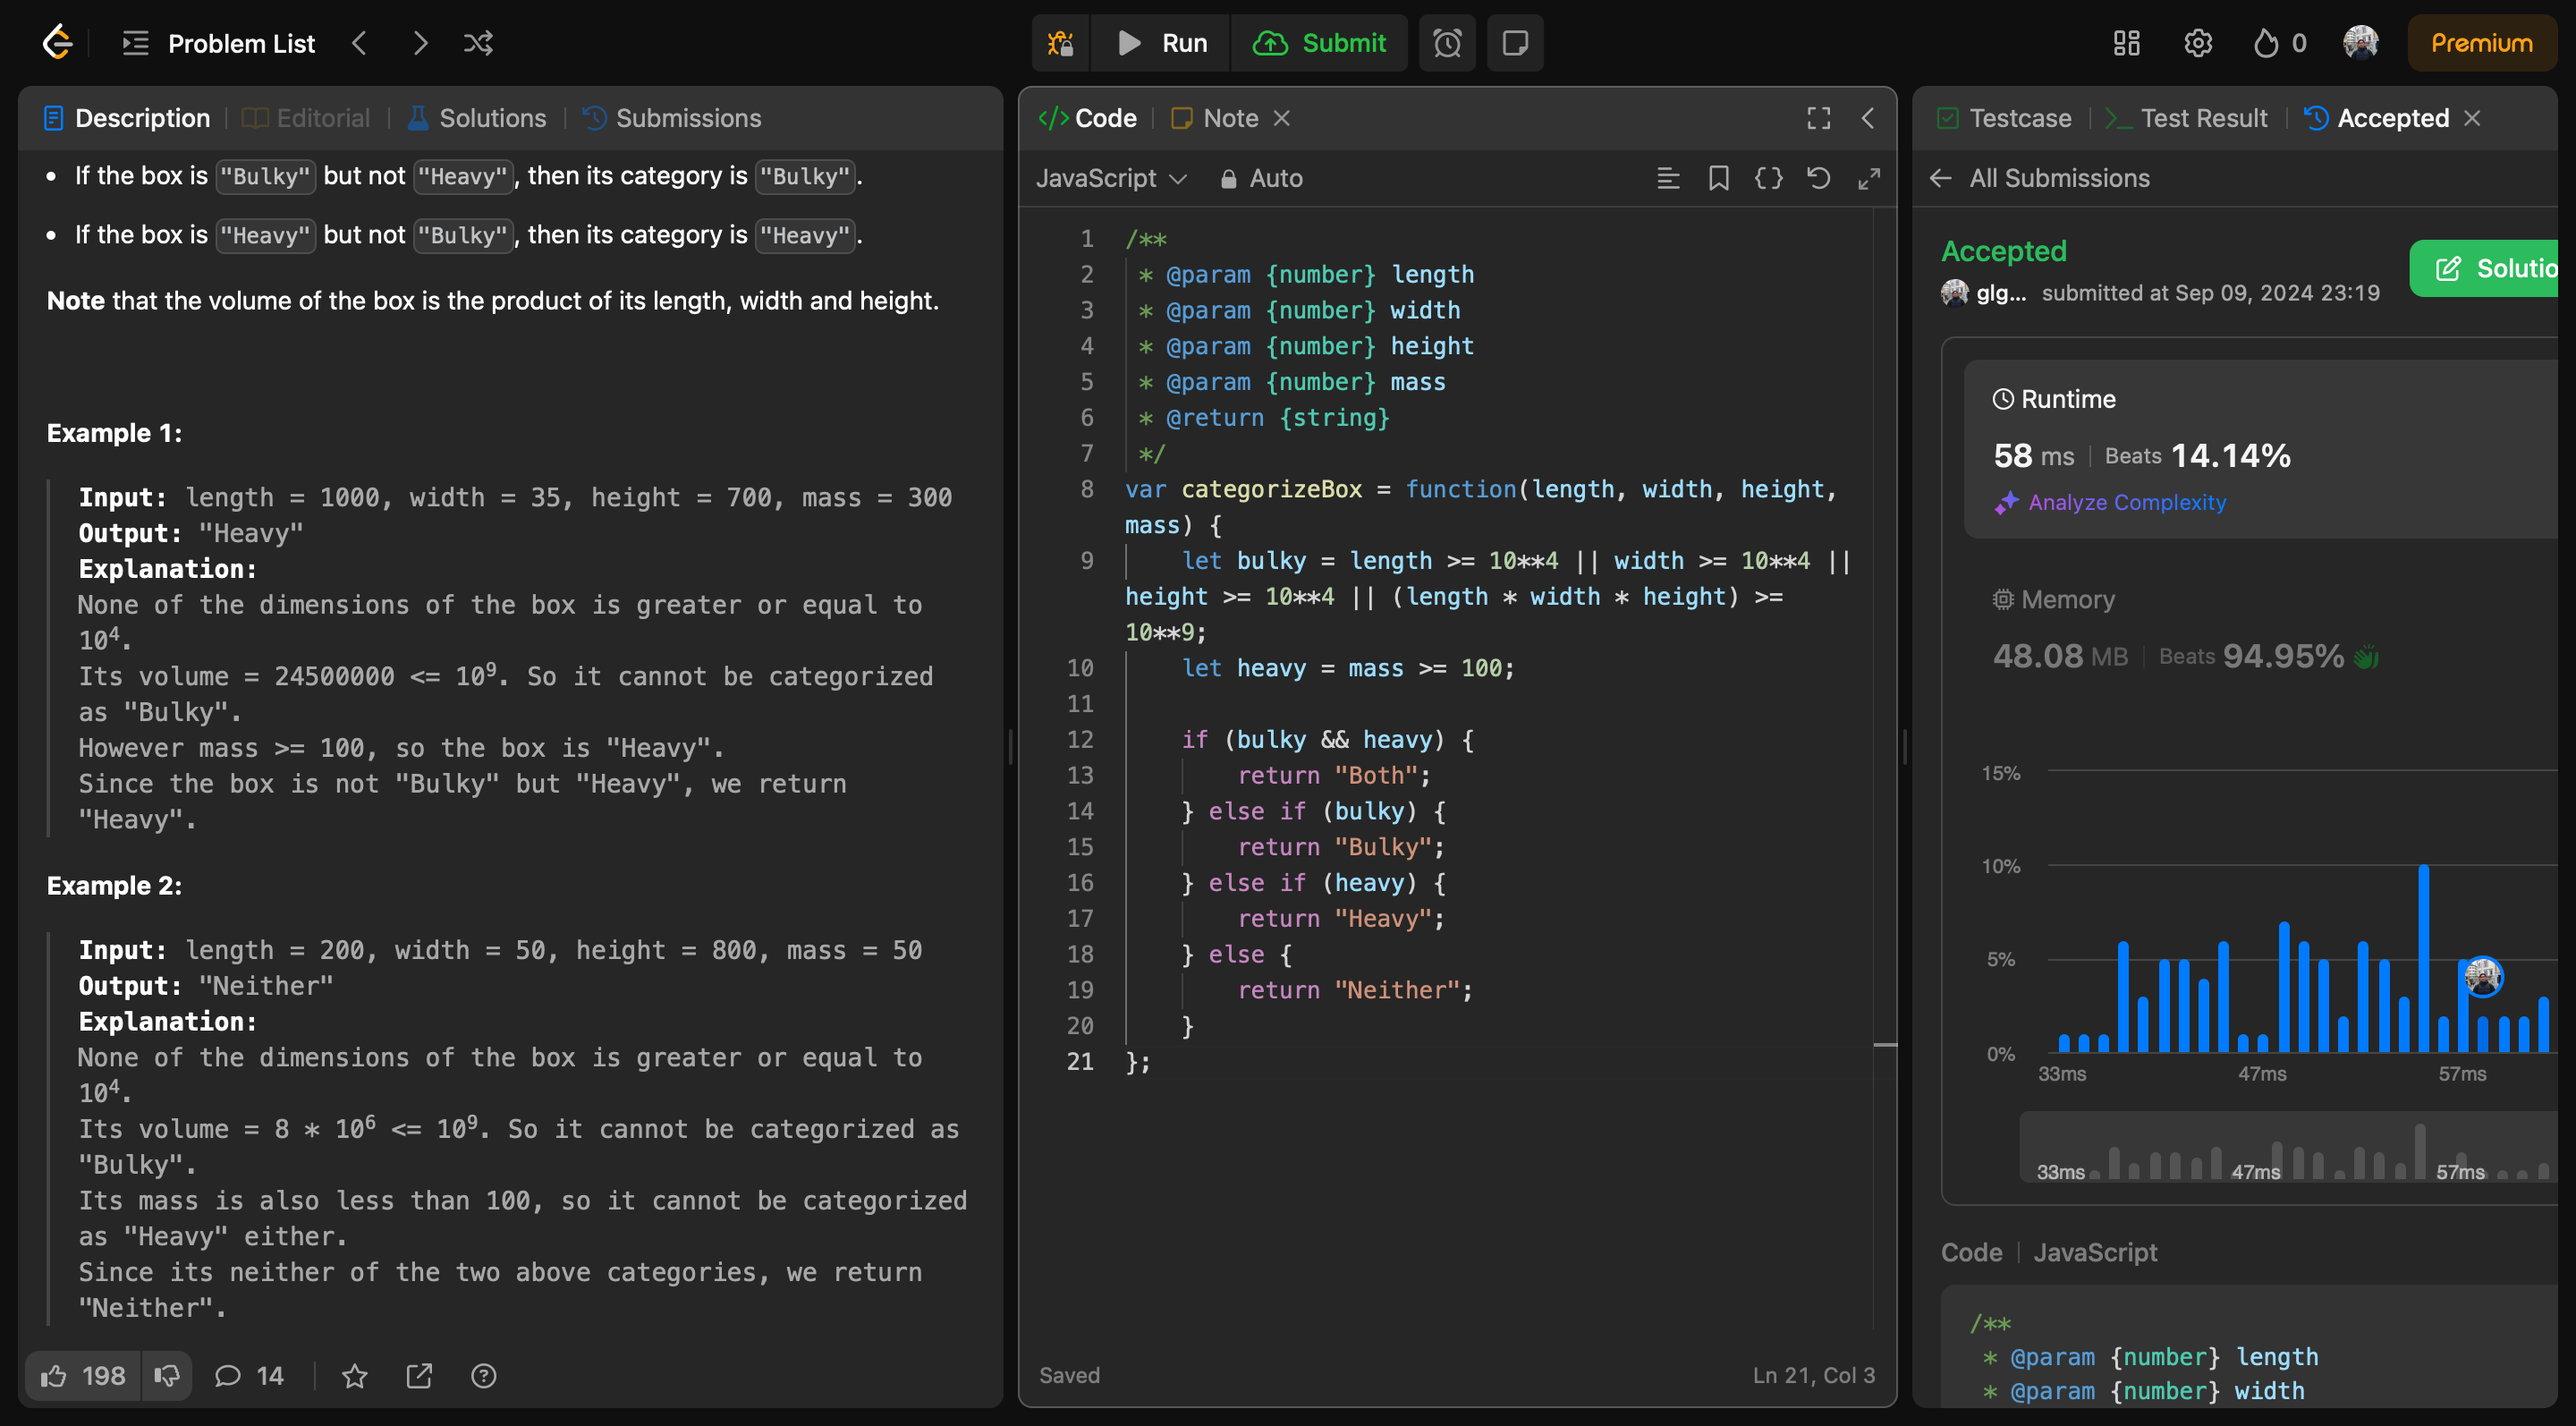 Problem List
Run
Submit
0
Premium
Description
Editorial
Solutions
Submissions
• If the box is "Bulky" but not "Heavy", then its category is "Bulky".
• If the box is "Heavy" but not "Bulky", then its category is "Heavy".
Note that the volume of the box is the product of its length, width and height.
Example 1:
Input: length = 1000, width = 35, height = 700, mass = 300
Output: "Heavy"
Explanation:
None of the dimensions of the box is greater or equal to
10⁴.
Its volume = 24500000 <= 10⁹. So it cannot be categorized
as "Bulky".
However mass >= 100, so the box is "Heavy".
Since the box is not "Bulky" but "Heavy", we return
"Heavy".
Example 2:
Input: length = 200, width = 50, height = 800, mass = 50
Output: "Neither"
Explanation:
None of the dimensions of the box is greater or equal to
10⁴.
Its volume = 8 * 10⁶ <= 10⁹. So it cannot be categorized as
"Bulky".
Its mass is also less than 100, so it cannot be categorized
as "Heavy" either.
Since its neither of the two above categories, we return
"Neither".
198
14
</> Code
Note
JavaScript
Auto
1 /**
2 * @param {number} length
3 * @param {number} width
4 * @param {number} height
5 * @param {number} mass
6 * @return {string}
7 */
8 var categorizeBox = function(length, width, height,
mass) {
9 let bulky = length >= 10**4 || width >= 10**4 ||
height >= 10**4 || (length * width * height) >=
10**9;
10 let heavy = mass >= 100;
11
12 if (bulky && heavy) {
13 return "Both";
14 } else if (bulky) {
15 return "Bulky";
16 } else if (heavy) {
17 return "Heavy";
18 } else {
19 return "Neither";
20 }
21 };
Saved
Ln 21, Col 3
Testcase
Test Result
Accepted
All Submissions
Accepted
glg... submitted at Sep 09, 2024 23:19
Solutio
Runtime
58 ms
Beats 14.14%
Analyze Complexity
Memory
48.08 MB
Beats 94.95%
15%
10%
5%
0%
33ms 47ms 57ms
33ms 47ms 57ms
Code
JavaScript
/**
* @param {number} length
* @param {number} width